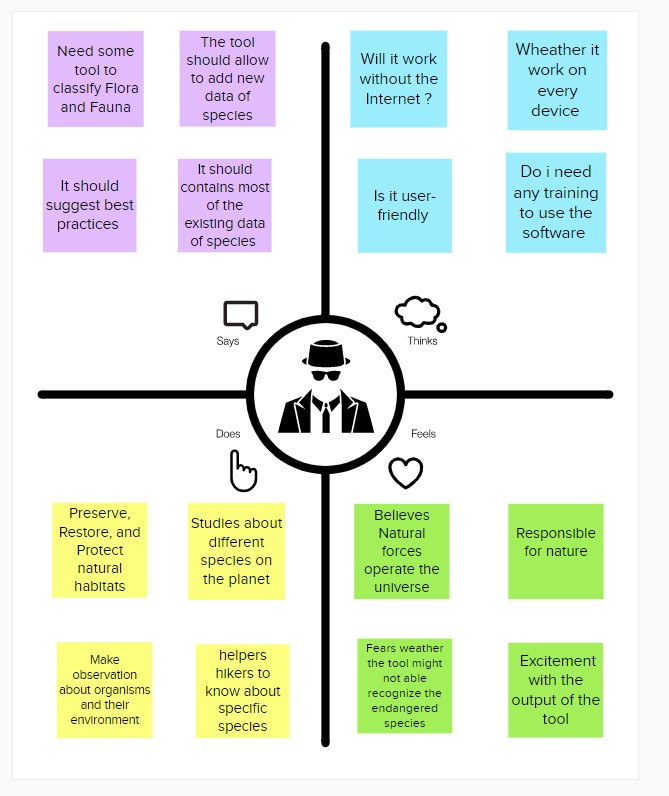 Need some
tool to
classify Flora
and Fauna
The tool
should allow
to add new
data of
species
Will it work
without the
Internet ?
Wheather it
work on
every
device
It should
suggest best
practices
It should
contains most
of the
existing data
of species
Is it user-
friendly
Do i need
any training
to use the
software
Says
Thinks
Does
Feels
Preserve,
Restore, and
Protect
natural
habitats
Studies about
different
species on
the planet
Believes
Natural
forces
operate the
universe
Responsible
for nature
Make
observation
about organisms
and their
environment
helpers
hikers to
know about
specific
species
Fears weather
the tool might
not able
recognize the
endangered
species
Excitement
with the
output of the
tool